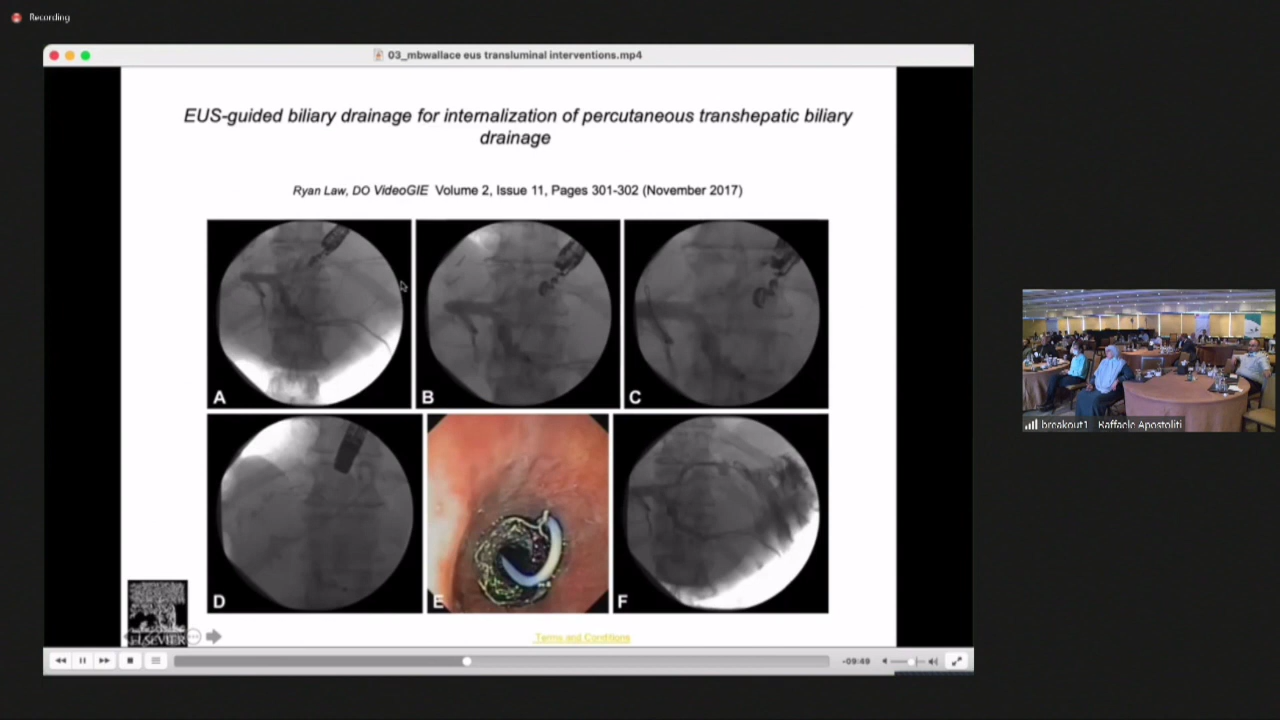 Recording
03_mbwallace eus transluminal interventions.mp4
EUS-guided biliary drainage for internalization of percutaneous transhepatic biliary
drainage
Ryan Law, DO VideoGIE Volume 2, Issue 11, Pages 301-302 (November 2017)
A
B
C
D
E
F
ELSEVIER
Terms and Conditions
-09:49
breakout1 - Raffaele Apostoliti